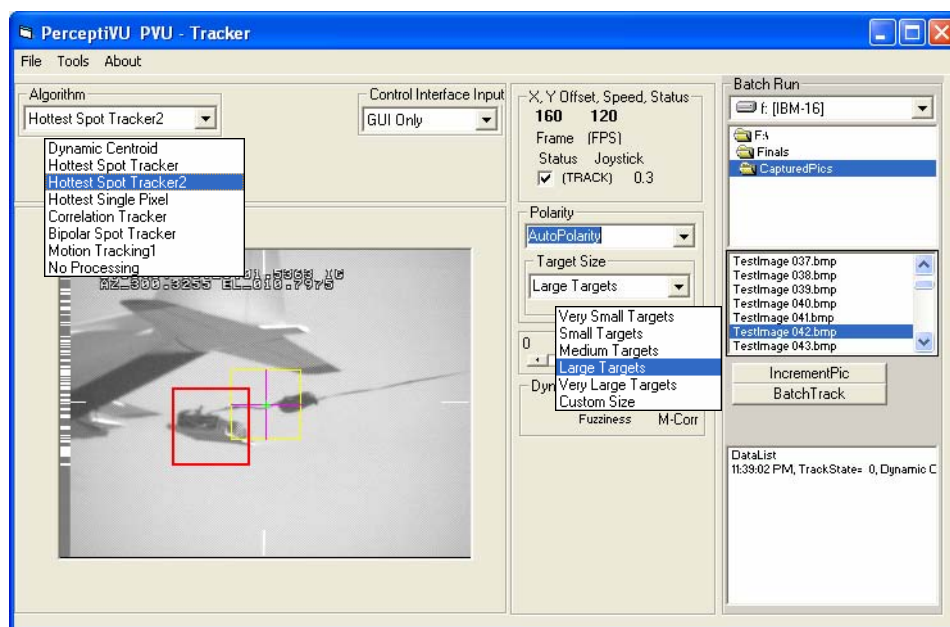 PerceptiVU PVU - Tracker
File Tools About
Algorithm
Hottest Spot Tracker2
Dynamic Centroid
Hottest Spot Tracker
Hottest Spot Tracker2
Hottest Single Pixel
Correlation Tracker
Bipolar Spot Tracker
Motion Tracking1
No Processing
Control Interface Input
GUI Only
AZ_300.3255 EL_010.7975
X, Y Offset, Speed, Status
160 120
Frame (FPS)
Status Joystick
(TRACK) 0.3
Polarity
AutoPolarity
Target Size
Large Targets
Very Small Targets
Small Targets
Medium Targets
Large Targets
Very Large Targets
Custom Size
0
Dyn
Fuzziness M-Corr
Batch Run
f: [IBM-16]
F:\
Finals
CapturedPics
TestImage 037.bmp
TestImage 038.bmp
TestImage 039.bmp
TestImage 040.bmp
TestImage 041.bmp
TestImage 042.bmp
TestImage 043.bmp
IncrementPic
BatchTrack
DataList
11:39:02 PM, TrackState= 0, Dynamic C